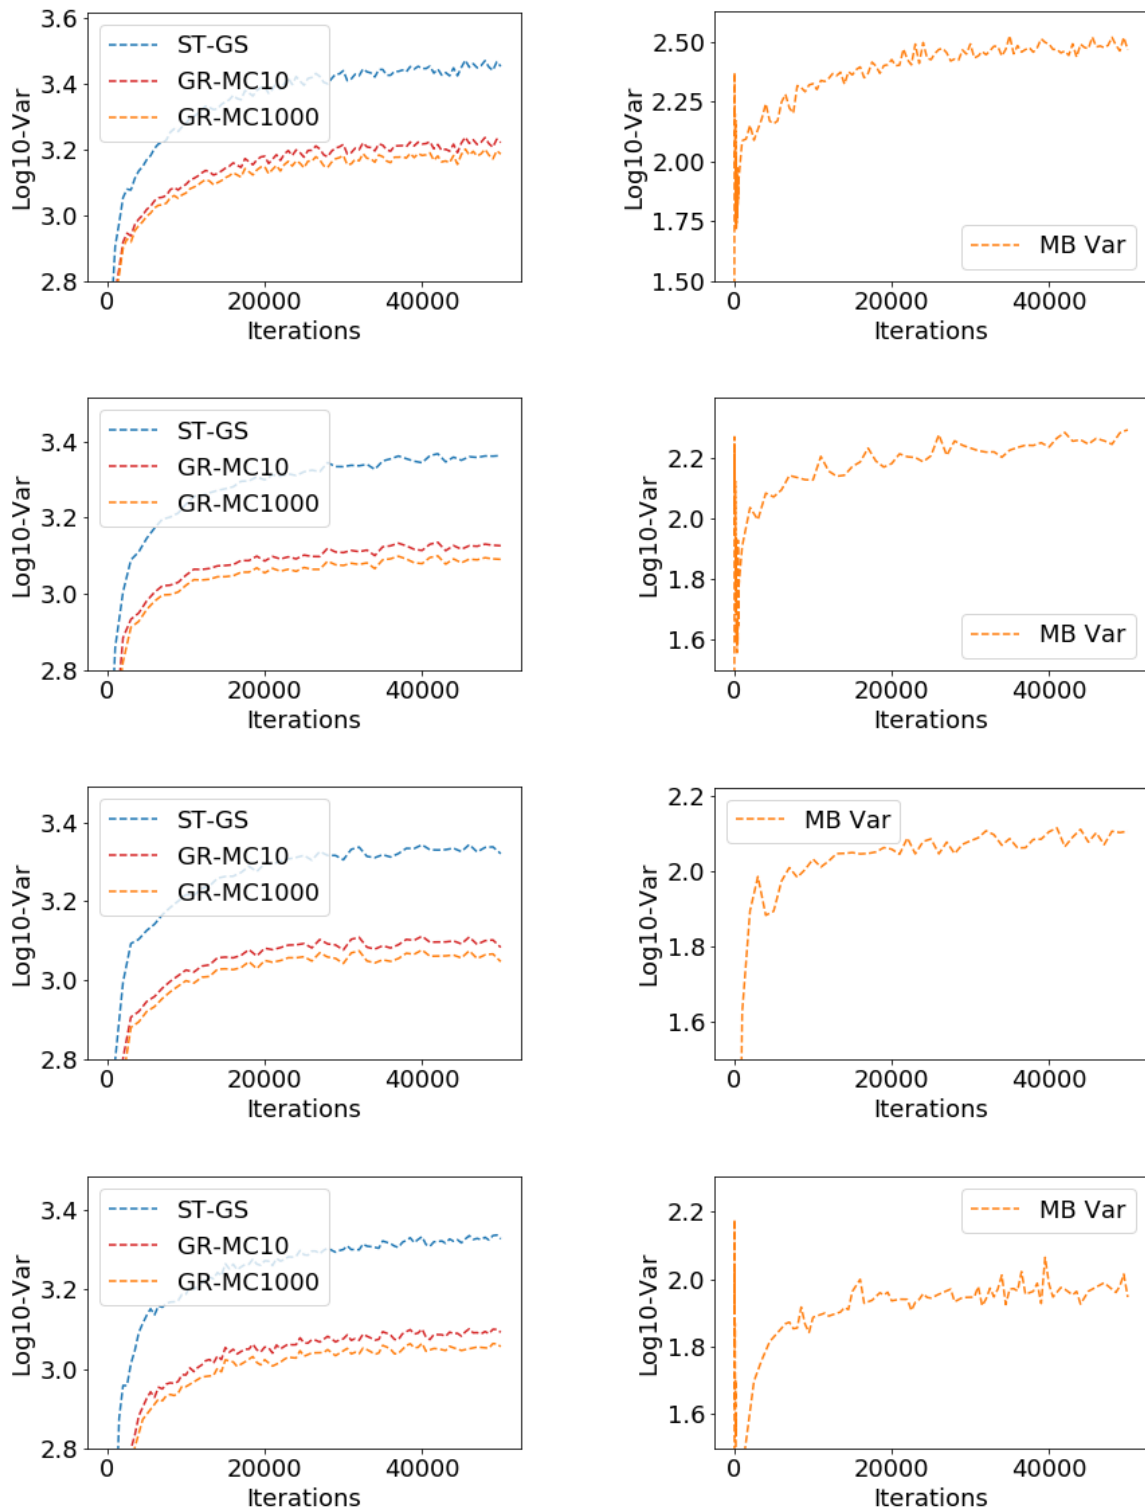 3.6
3.4
3.2
3.0
2.8
Log10-Var
ST-GS
GR-MC10
GR-MC1000
0 20000 40000
Iterations
2.50
2.25
2.00
1.75
1.50
Log10-Var
MB Var
0 20000 40000
Iterations
3.4
3.2
3.0
2.8
Log10-Var
ST-GS
GR-MC10
GR-MC1000
0 20000 40000
Iterations
2.2
2.0
1.8
1.6
Log10-Var
MB Var
0 20000 40000
Iterations
3.4
3.2
3.0
2.8
Log10-Var
ST-GS
GR-MC10
GR-MC1000
0 20000 40000
Iterations
2.2
2.0
1.8
1.6
Log10-Var
MB Var
0 20000 40000
Iterations
3.4
3.2
3.0
2.8
Log10-Var
ST-GS
GR-MC10
GR-MC1000
0 20000 40000
Iterations
2.2
2.0
1.8
1.6
Log10-Var
MB Var
0 20000 40000
Iterations